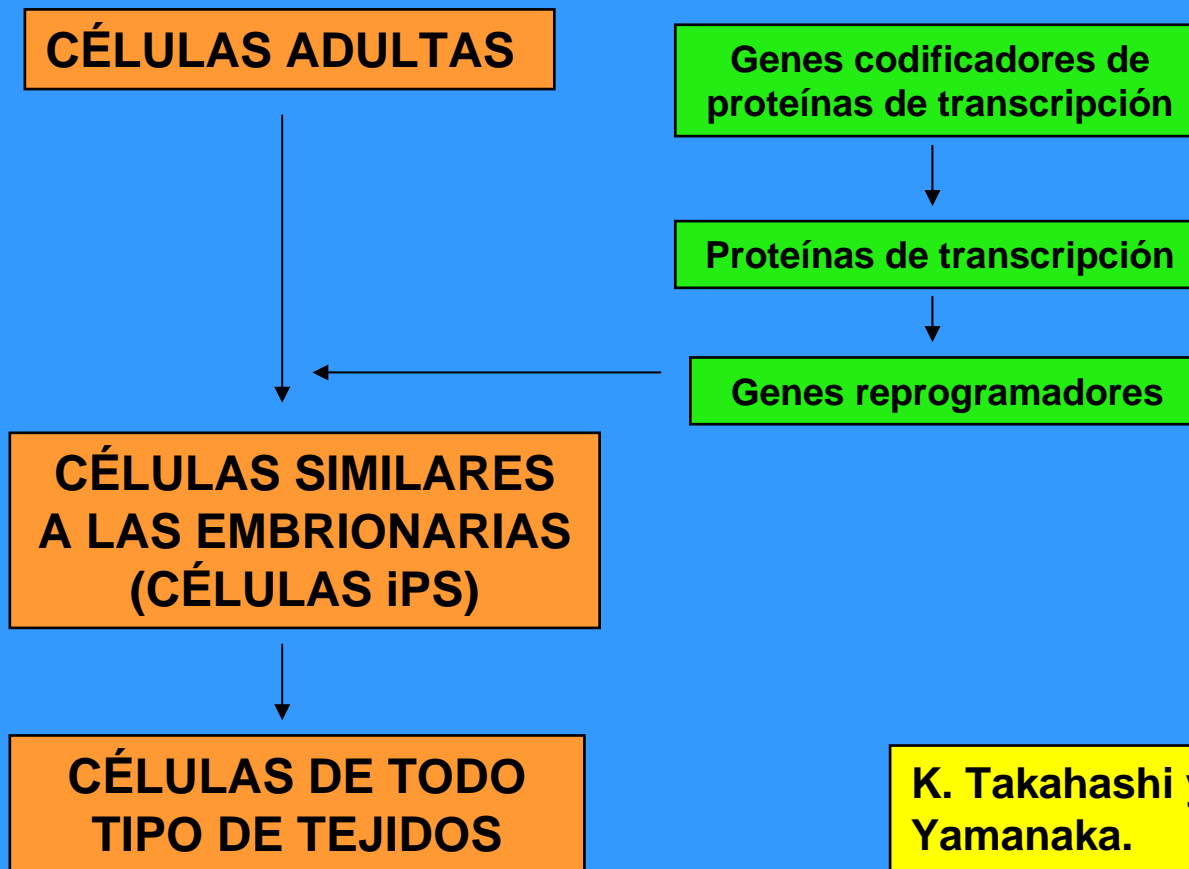 CÉLULAS ADULTAS
Genes codificadores de
proteínas de transcripción
Proteínas de transcripción
Genes reprogramadores
CÉLULAS SIMILARES
A LAS EMBRIONARIAS
(CÉLULAS iPS)
CÉLULAS DE TODO
TIPO DE TEJIDOS
K. Takahashi y
Yamanaka.